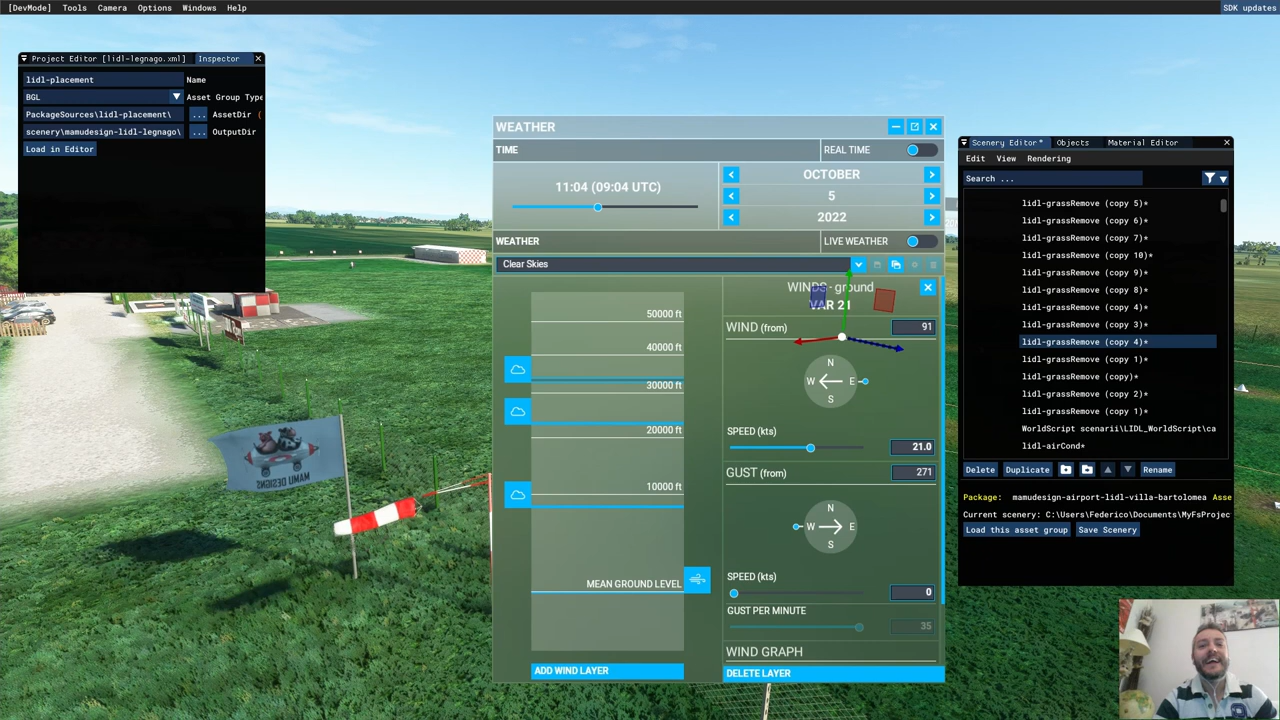 [DevMode] Tools Camera Options Windows Help
SDK updates
Project Editor [lidl-legnago.xml] Inspector
lidl-placement Name
BGL Asset Group Type
PackageSources\lidl-placement\ ... AssetDir (
scenery\mamudesign-lidl-legnago\ ... OutputDir
Load in Editor
WEATHER
TIME
REAL TIME
11:04 (09:04 UTC)
OCTOBER
5
2022
WEATHER
LIVE WEATHER
Clear Skies
50000 ft
40000 ft
30000 ft
20000 ft
10000 ft
MEAN GROUND LEVEL
ADD WIND LAYER
WINDS - ground
VAR 21
WIND (from) 91
N
W E
S
SPEED (kts)
21.0
GUST (from) 271
N
W E
S
SPEED (kts)
0
GUST PER MINUTE
35
WIND GRAPH
DELETE LAYER
Scenery Editor* Objects Material Editor
Edit View Rendering
Search ...
lidl-grassRemove (copy 5)*
lidl-grassRemove (copy 6)*
lidl-grassRemove (copy 7)*
lidl-grassRemove (copy 10)*
lidl-grassRemove (copy 9)*
lidl-grassRemove (copy 8)*
lidl-grassRemove (copy 4)*
lidl-grassRemove (copy 3)*
lidl-grassRemove (copy 4)*
lidl-grassRemove (copy 1)*
lidl-grassRemove (copy)*
lidl-grassRemove (copy 2)*
lidl-grassRemove (copy 1)*
WorldScript scenarii\LIDL_WorldScript\ca
lidl-airCond*
Delete Duplicate Rename
Package: mamudesign-airport-lidl-villa-bartolomea Asse
Current scenery: C:\Users\Federico\Documents\MyFsProjec
Load this asset group Save Scenery
MAMU DESIGNS